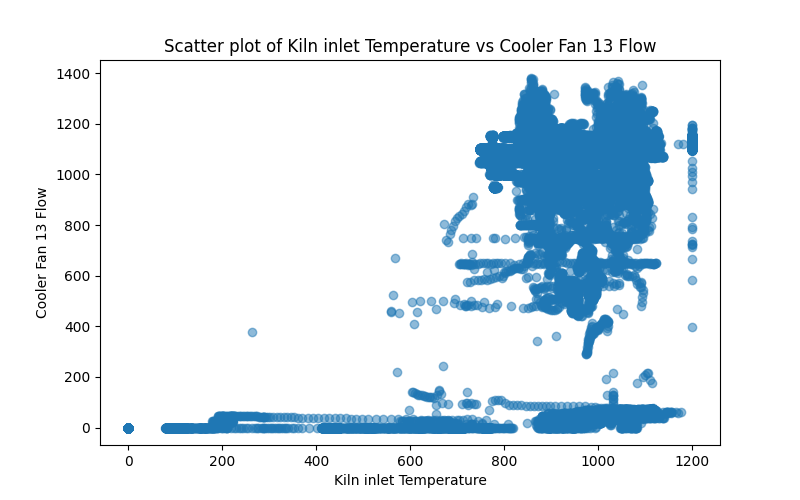 Scatter plot of Kiln inlet Temperature vs Cooler Fan 13 Flow
1400
1200
1000
800
600
400
200
0
Cooler Fan 13 Flow
0 200 400 600 800 1000 1200
Kiln inlet Temperature